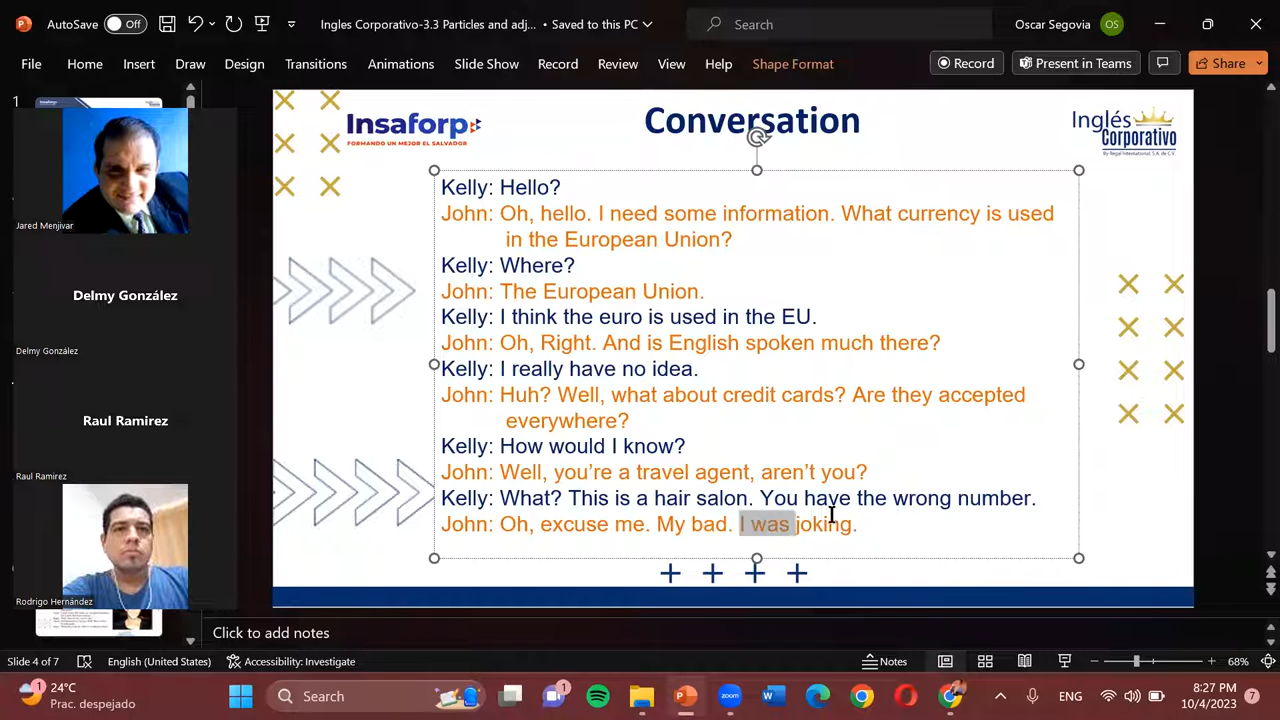 AutoSave Off
Ingles Corporativo-3.3 Particles and adj... • Saved to this PC
Search
Oscar Segovia OS
File Home Insert Draw Design Transitions Animations Slide Show Record Review View Help Shape Format
Record Present in Teams Share
1
Insaforp
FORMANDO UN MEJOR EL SALVADOR
Conversation
Inglés
Corporativo
By Regal International, S.A. de C.V.
Kelly: Hello?
John: Oh, hello. I need some information. What currency is used
in the European Union?
Kelly: Where?
John: The European Union.
Kelly: I think the euro is used in the EU.
John: Oh, Right. And is English spoken much there?
Kelly: I really have no idea.
John: Huh? Well, what about credit cards? Are they accepted
everywhere?
Kelly: How would I know?
John: Well, you're a travel agent, aren't you?
Kelly: What? This is a hair salon. You have the wrong number.
John: Oh, excuse me. My bad. I was joking.
Jared Menjivar
Delmy González
Delmy González
Raul Ramirez
Raul Ramirez
Rodrigo Hernández
Click to add notes
Slide 4 of 7 English (United States) Accessibility: Investigate Notes 68%
1
24°C
Prac. despejado
Search
1
zoom
ENG
8:27 PM
10/4/2023
7